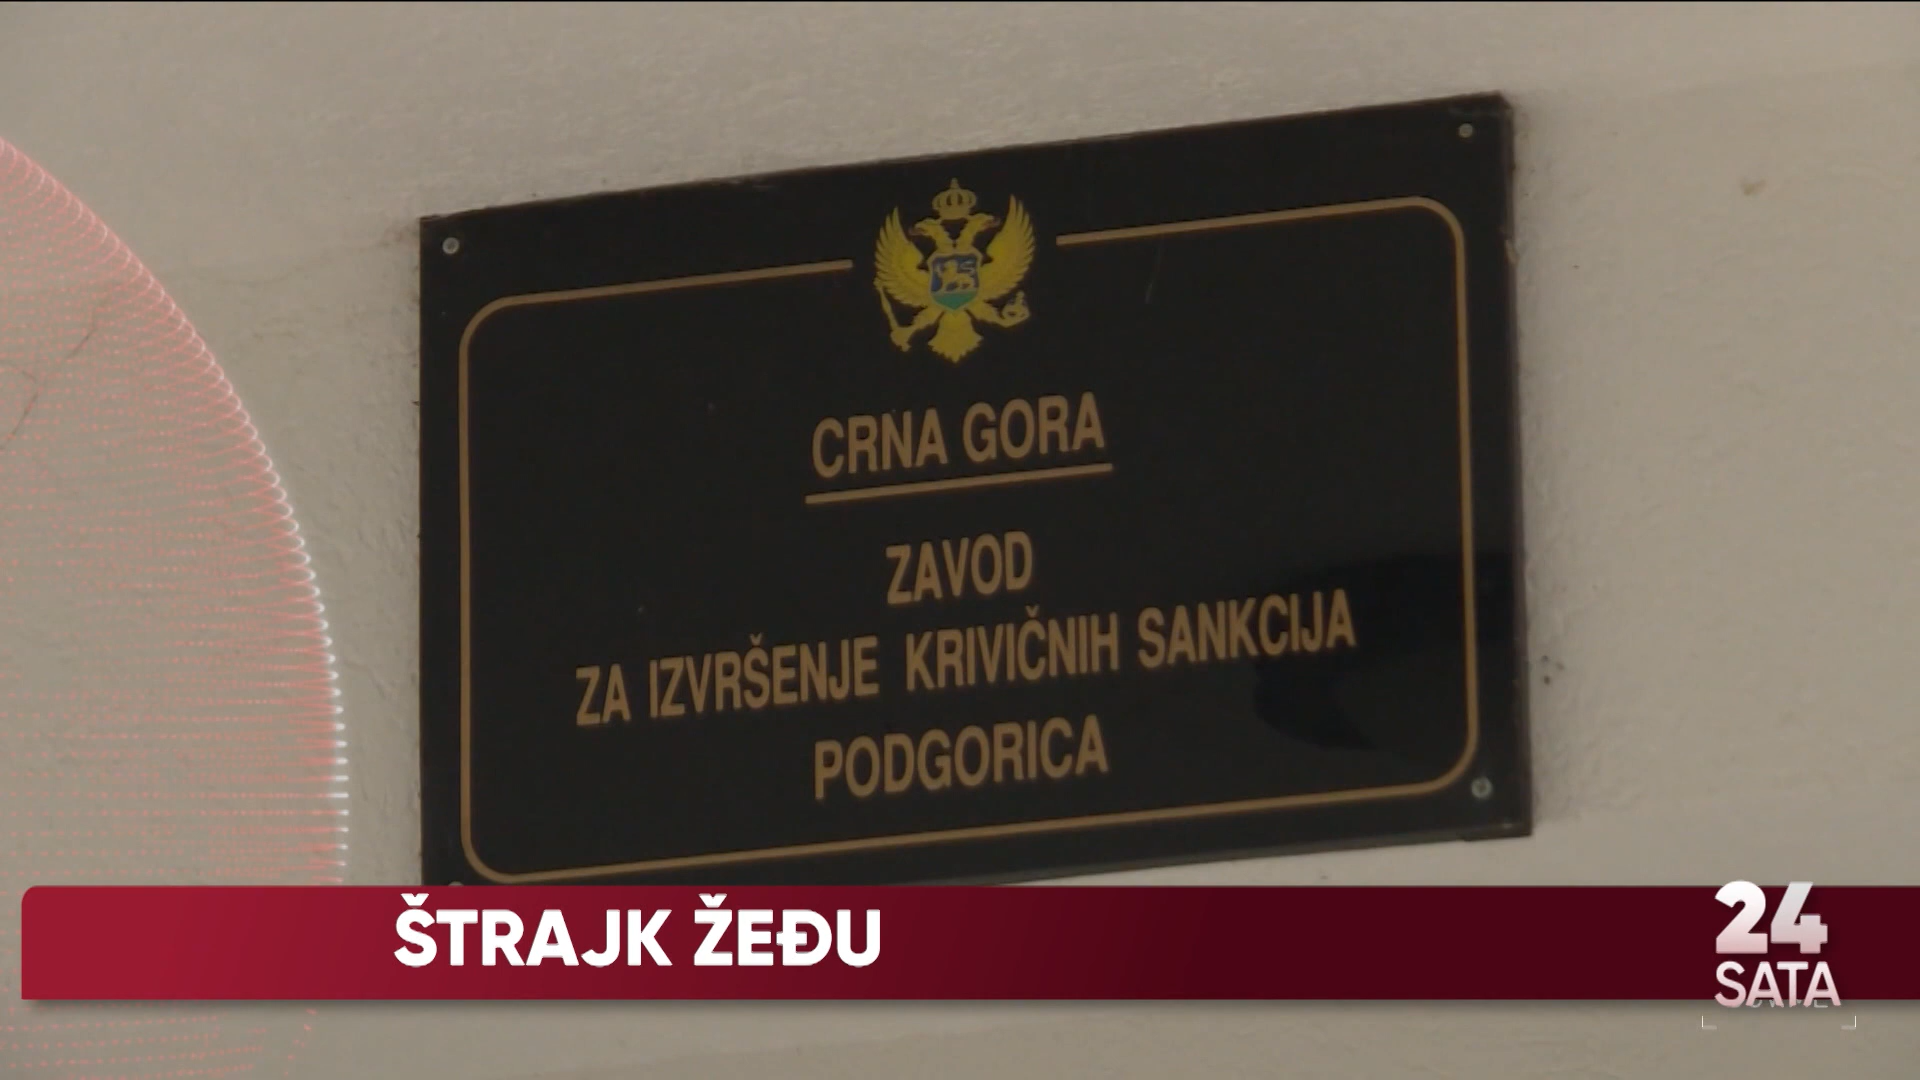 CRNA GORA
ZAVOD
ZA IZVRŠENJE KRIVIČNIH SANKCIJA
PODGORICA
ŠTRAJK ŽEĐU
24
SATA